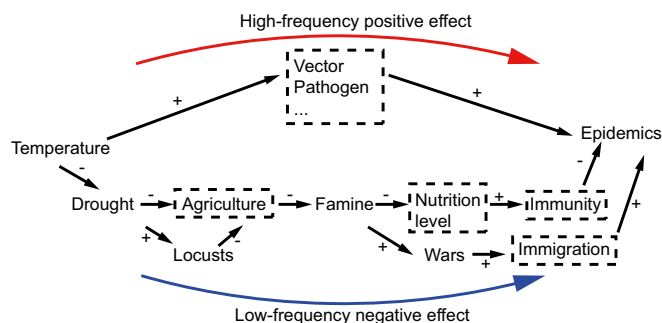 High-frequency positive effect
Vector
Pathogen
...
+
+
Temperature
Epidemics
-
-
Drought
-
Agriculture
-
Famine
-
Nutrition
level
+
Immunity
+
+
-
Locusts
+
Wars
+
Immigration
Low-frequency negative effect